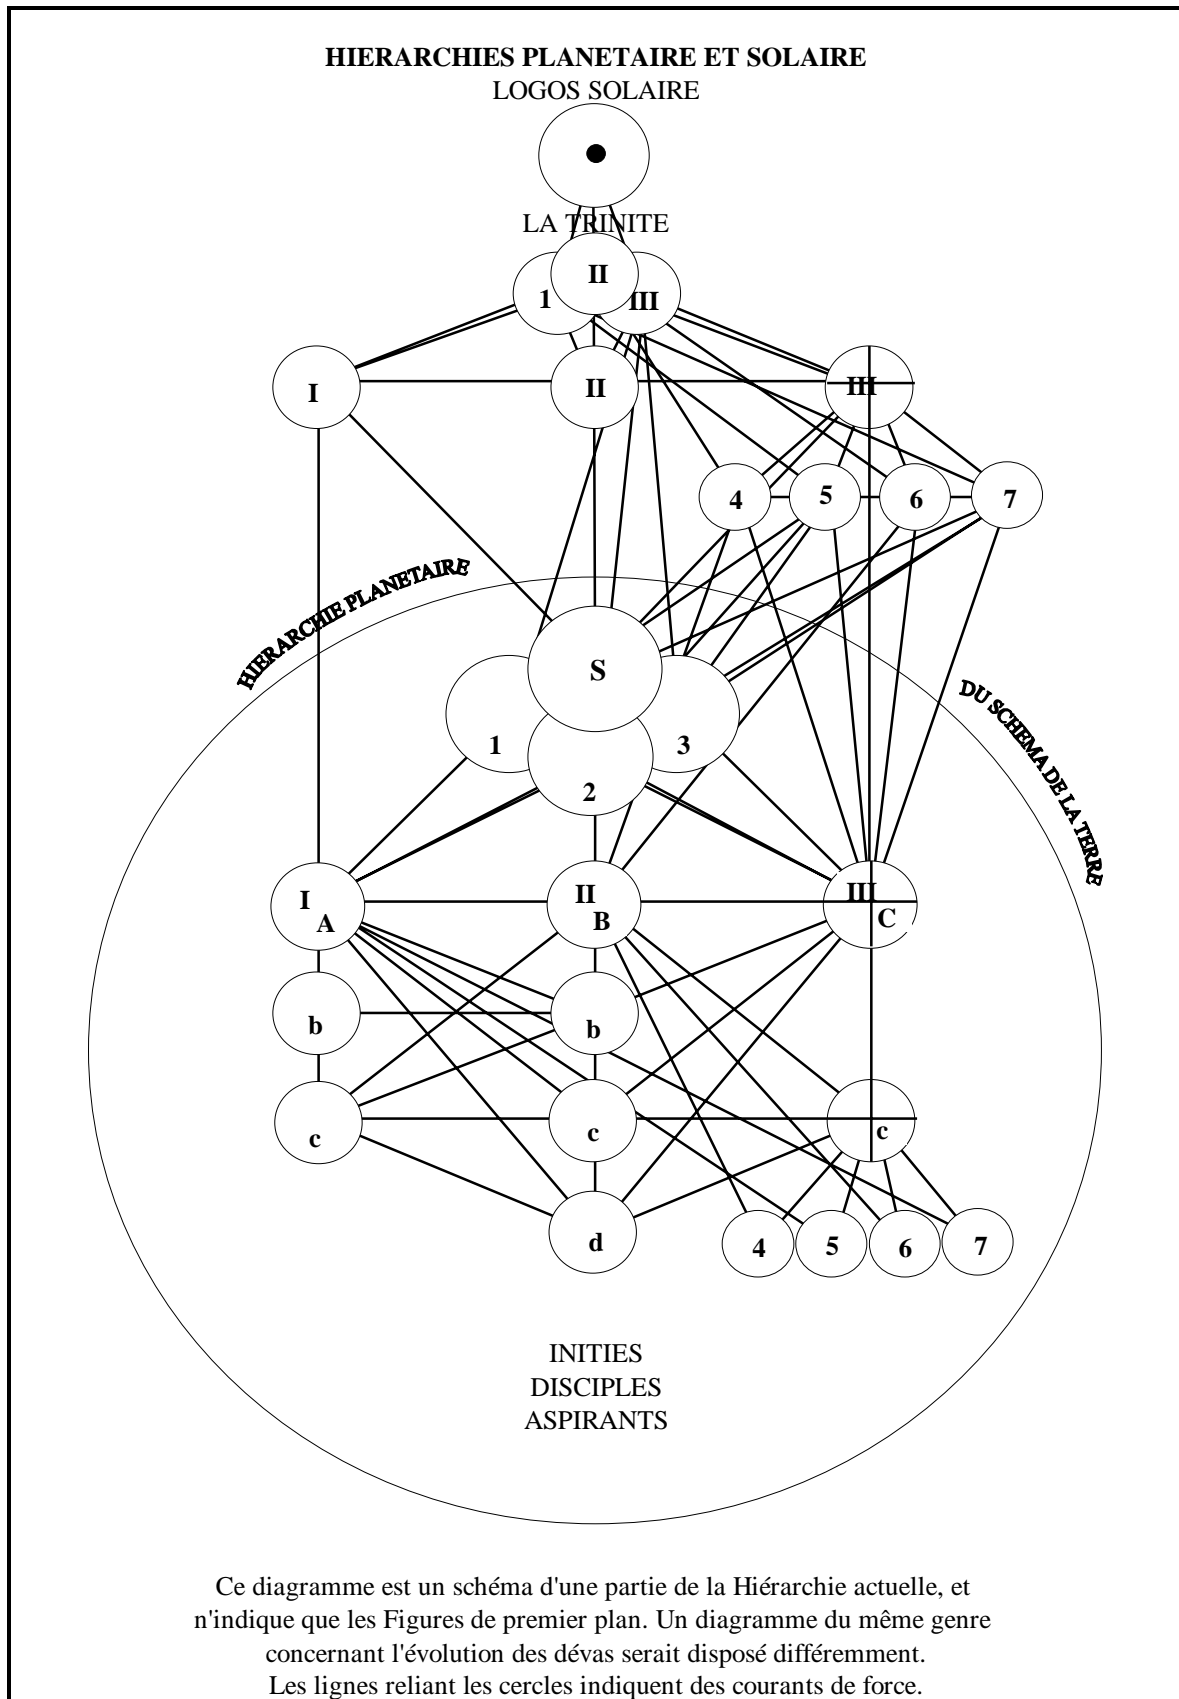 HIERARCHIES PLANETAIRE ET SOLAIRE
LOGOS SOLAIRE
LA TRINITE
II
1 III
I II III
4 5 6 7
HIERARCHIE PLANETAIRE
DU SCHEMA DE LA TERRE
S
1 3
2
I A II B III C
b b
c c c
d 4 5 6 7
INITIES
DISCIPLES
ASPIRANTS
Ce diagramme est un schéma d'une partie de la Hiérarchie actuelle, et
n'indique que les Figures de premier plan. Un diagramme du même genre
concernant l'évolution des dévas serait disposé différemment.
Les lignes reliant les cercles indiquent des courants de force.